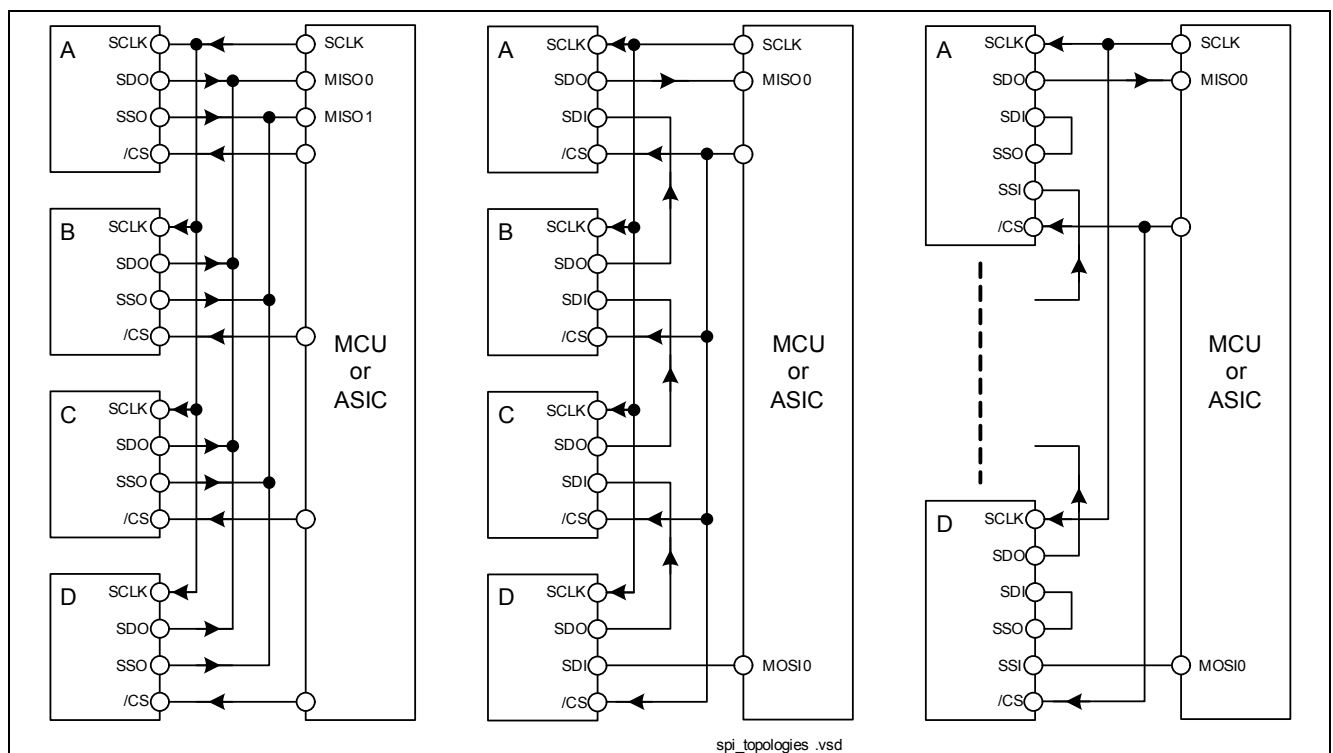 A
SCLK
SDO
SSO
/CS
B
SCLK
SDO
SSO
/CS
C
SCLK
SDO
SSO
/CS
D
SCLK
SDO
SSO
/CS
SCLK
MISO0
MISO1
MCU
or
ASIC
A
SCLK
SDO
SDI
/CS
B
SCLK
SDO
SDI
/CS
C
SCLK
SDO
SDI
/CS
D
SCLK
SDO
SDI
/CS
SCLK
MISO0
MCU
or
ASIC
MOSI0
A
SCLK
SDO
SDI
SSO
SSI
/CS
D
SCLK
SDO
SDI
SSO
SSI
/CS
SCLK
MISO0
MCU
or
ASIC
MOSI0
spi_topologies .vsd